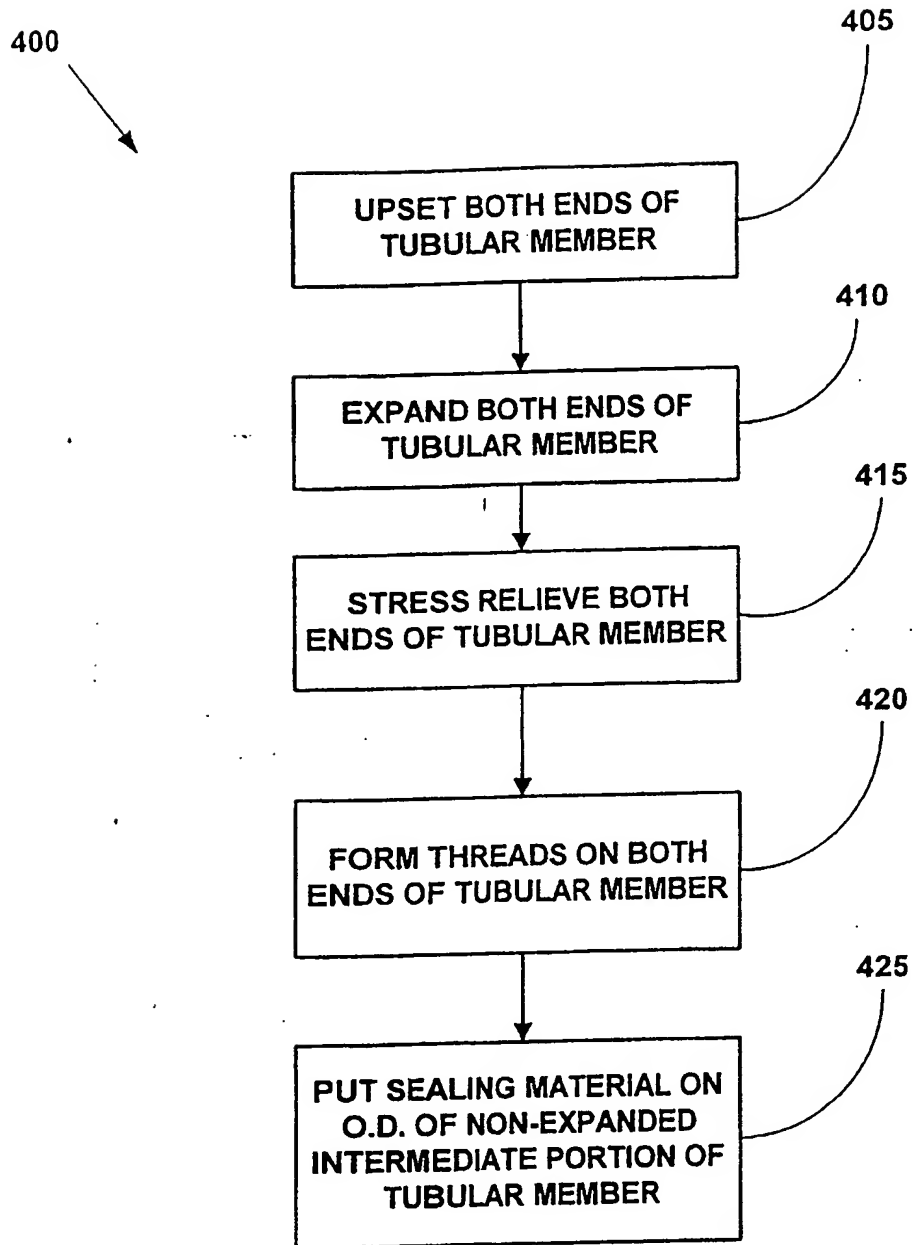 400
405
UPSET BOTH ENDS OF
TUBULAR MEMBER
410
EXPAND BOTH ENDS OF
TUBULAR MEMBER
415
STRESS RELIEVE BOTH
ENDS OF TUBULAR MEMBER
420
FORM THREADS ON BOTH
ENDS OF TUBULAR MEMBER
425
PUT SEALING MATERIAL ON
O.D. OF NON-EXPANDED
INTERMEDIATE PORTION OF
TUBULAR MEMBER